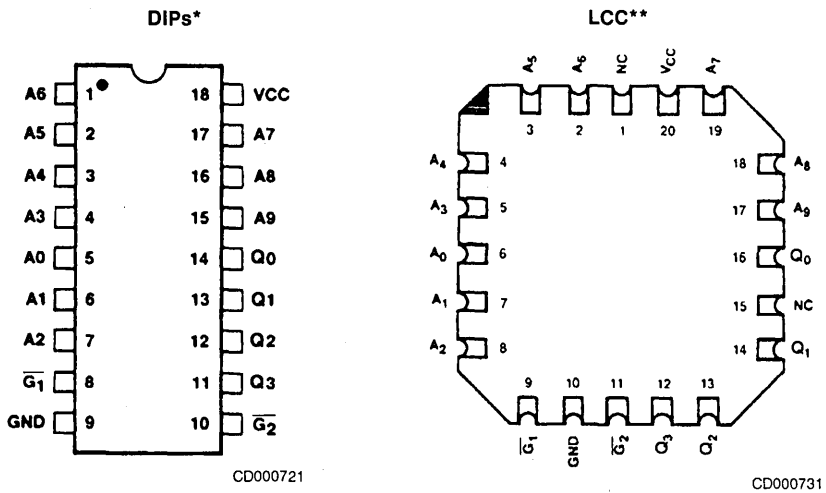 DIPs*
A6 1 18 VCC
A5 2 17 A7
A4 3 16 A8
A3 4 15 A9
A0 5 14 Q0
A1 6 13 Q1
A2 7 12 Q2
G̅1̅ 8 11 Q3
GND 9 10 G̅2̅
CD000721
LCC**
A5 A6 NC VCC A7
3 2 1 20 19
A4 4 18 A8
A3 5 17 A9
A0 6 16 Q0
A1 7 15 NC
A2 8 14 Q1
9 10 11 12 13
G̅1 GND G̅2 Q3 Q2
CD000731